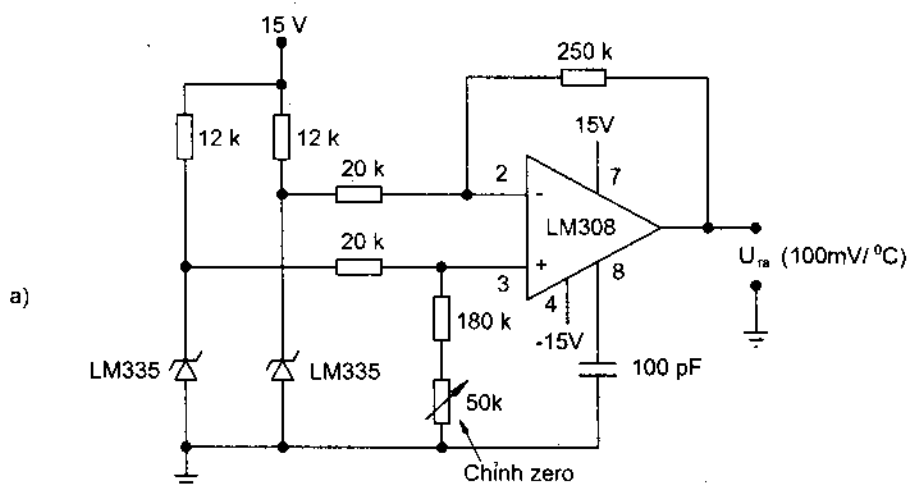 15 V
250 k
12 k
12 k
15V
20 k
2
7
-
LM308
20 k
+
3
8
4
U_ra (100mV/ ⁰C)
a)
180 k
-15V
LM335
LM335
100 pF
50k
Chỉnh zero